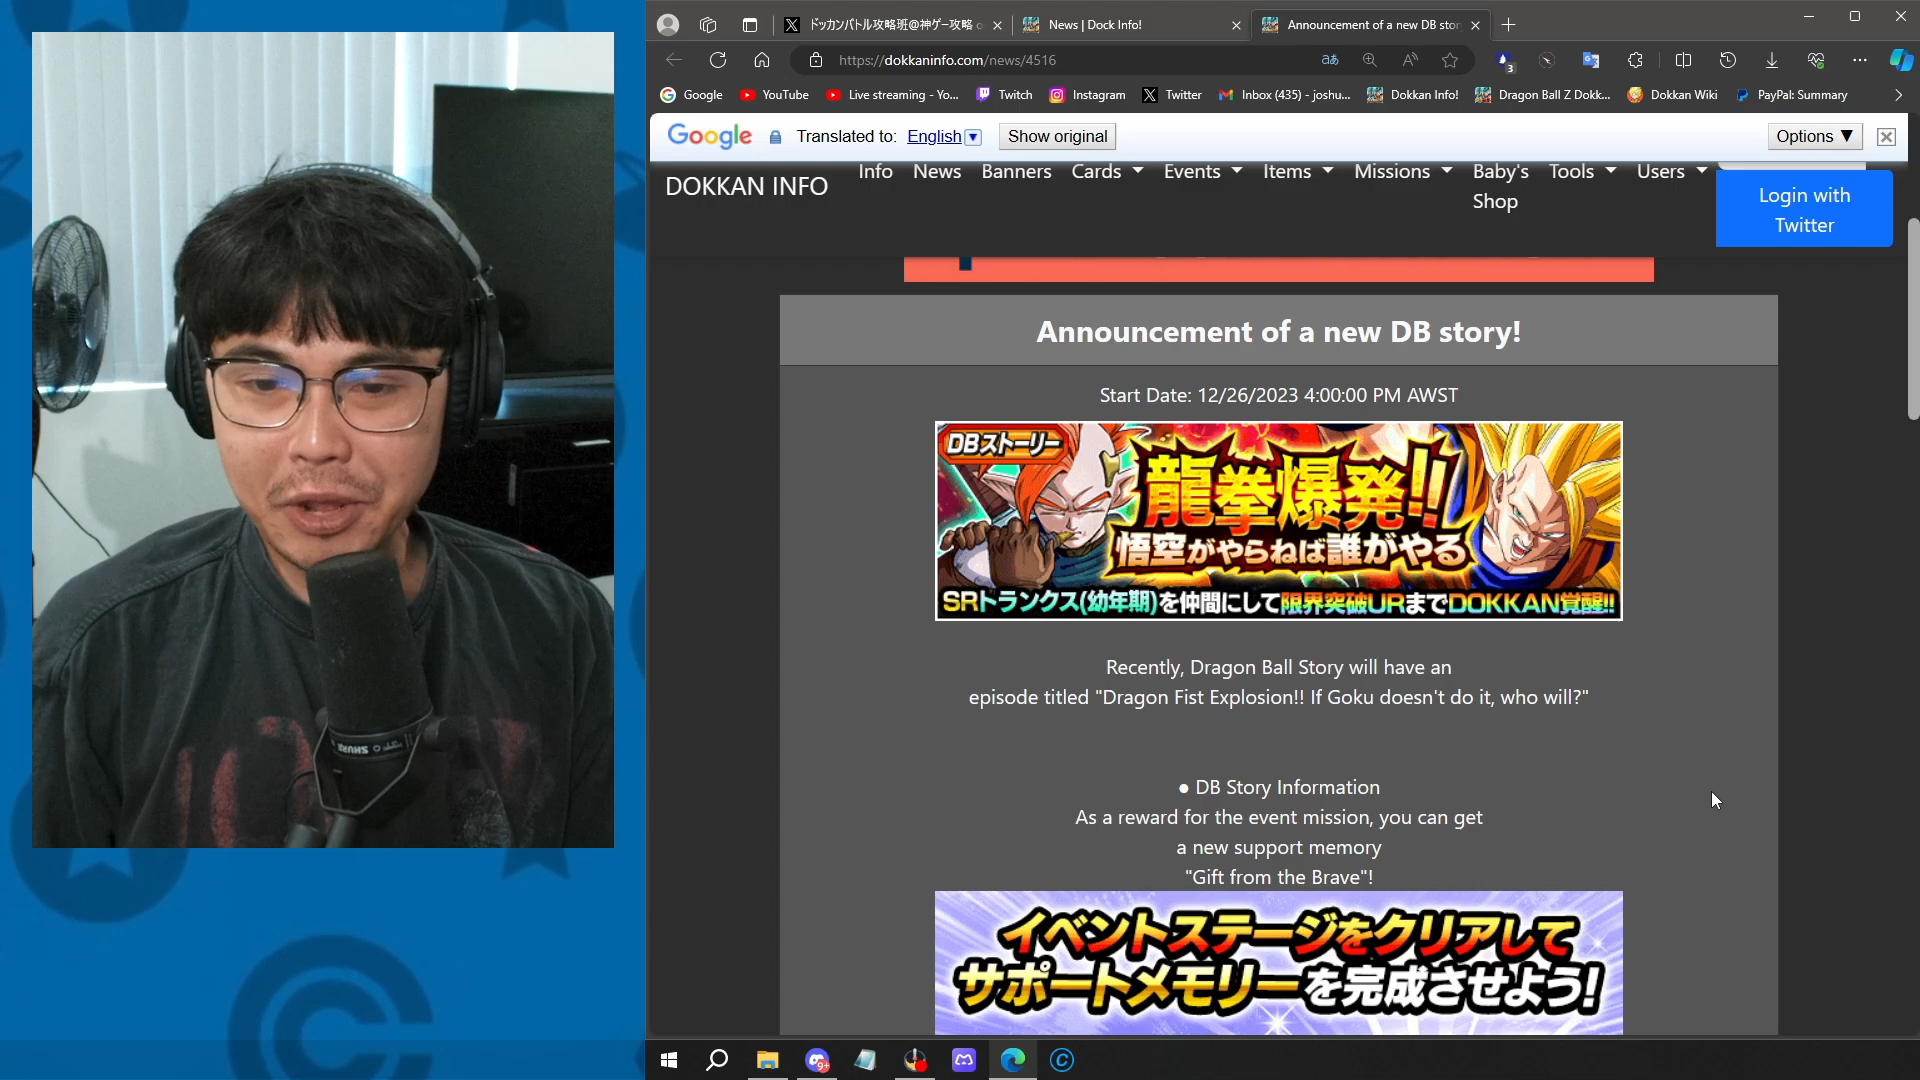 ドッカンバトル攻略班@神ゲー攻略
News | Dock Info!
Announcement of a new DB stor
https://dokkaninfo.com/news/4516
3
Google
YouTube
Live streaming - Yo...
Twitch
Instagram
Twitter
Inbox (435) - joshu...
Dokkan Info!
Dragon Ball Z Dokk...
Dokkan Wiki
PayPal: Summary
Google
Translated to:
English
Show original
Options ▼
DOKKAN INFO
Info
News
Banners
Cards
Events
Items
Missions
Baby's
Shop
Tools
Users
Login with
Twitter
Announcement of a new DB story!
Start Date: 12/26/2023 4:00:00 PM AWST
DBストーリー
龍拳爆発!!
悟空がやらねば誰がやる
SRトランクス(幼年期)を仲間にして限界突破URまでDOKKAN覚醒!!
Recently, Dragon Ball Story will have an
episode titled "Dragon Fist Explosion!! If Goku doesn't do it, who will?"
● DB Story Information
As a reward for the event mission, you can get
a new support memory
"Gift from the Brave"!
イベントステージをクリアして
サポートメモリーを完成させよう!
SHURE
9+